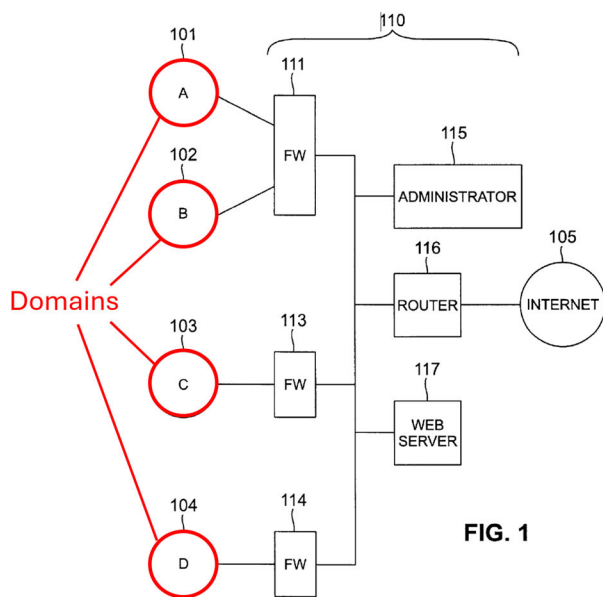 101
110
111
A
FW
115
102
ADMINISTRATOR
B
116
105
Domains
ROUTER
INTERNET
103
113
117
C
FW
WEB
SERVER
104
114
FIG. 1
D
FW